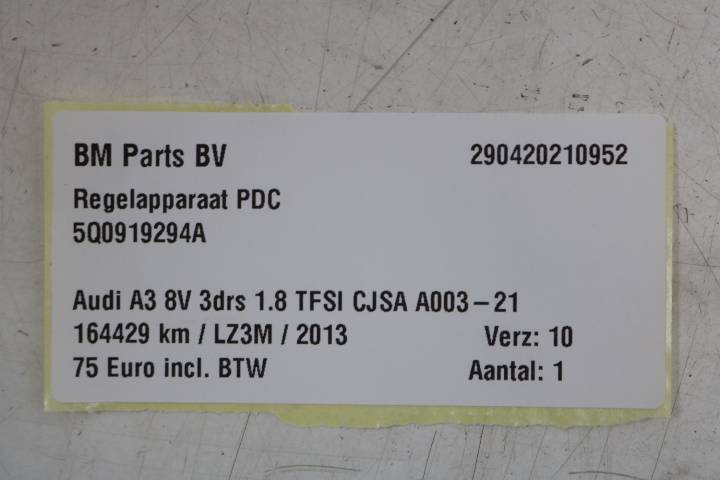 BM Parts BV 290420210952
Regelapparaat PDC
5Q0919294A
Audi A3 8V 3drs 1.8 TFSI CJSA A003-21
164429 km / LZ3M / 2013 Verz: 10
75 Euro incl. BTW Aantal: 1